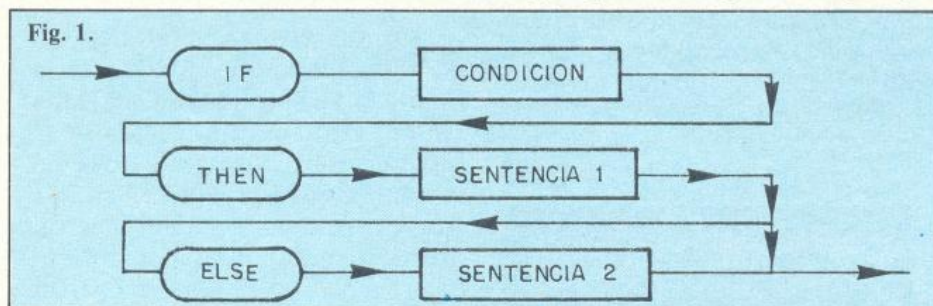 Fig. 1.
IF CONDICION
THEN SENTENCIA 1
ELSE SENTENCIA 2